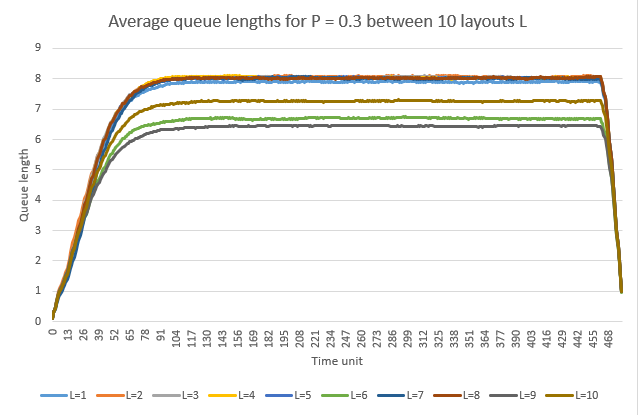 Average queue lengths for P = 0.3 between 10 layouts L
9
8
7
6
5
4
3
2
1
0
Queue length
0 13 26 39 52 65 78 91 104 117 130 143 156 169 182 195 208 221 234 247 260 273 286 299 312 325 338 351 364 377 390 403 416 429 442 455 468
Time unit
L=1 L=2 L=3 L=4 L=5 L=6 L=7 L=8 L=9 L=10